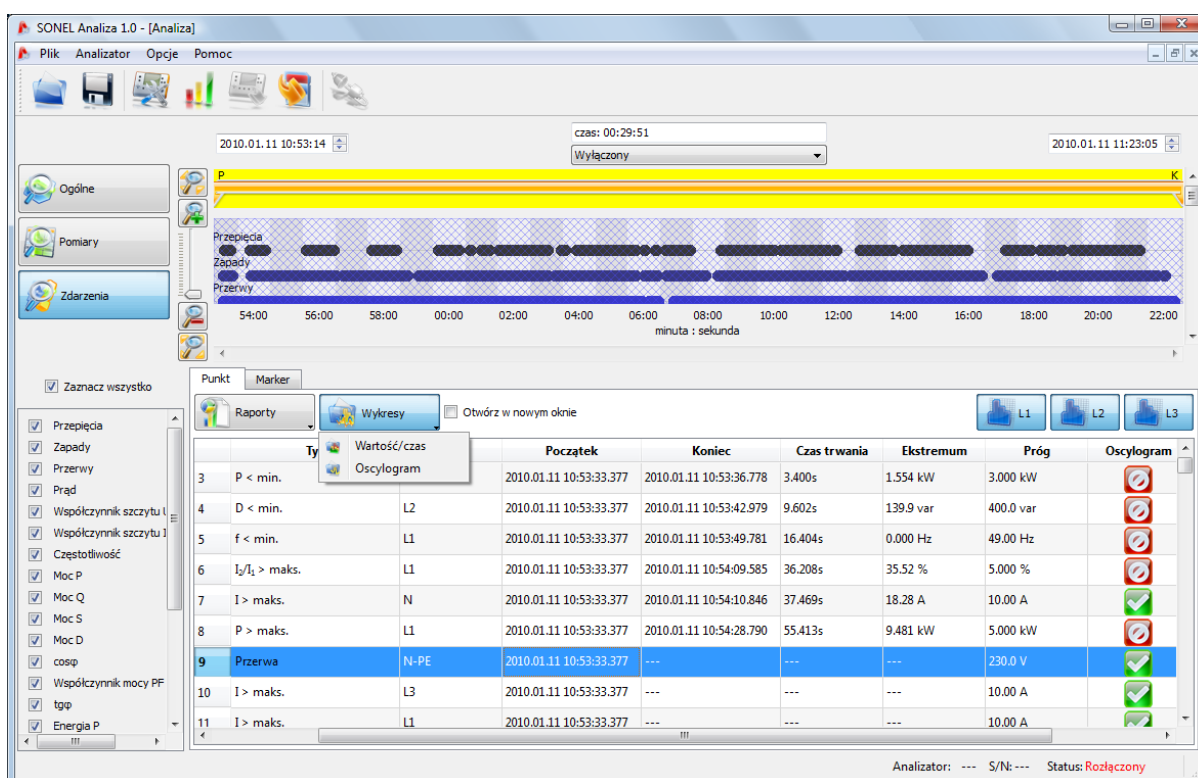 SONEL Analiza 1.0 - [Analiza]
Plik Analizator Opcje Pomoc
czas: 00:29:51
2010.01.11 10:53:14
2010.01.11 11:23:05
Wyłączony
P K
Ogólne
Pomiary
Zdarzenia
Przepięcia
Zapady
Przerwy
54:00 56:00 58:00 00:00 02:00 04:00 06:00 08:00 10:00 12:00 14:00 16:00 18:00 20:00 22:00
minuta : sekunda
Zaznacz wszystko
Przepięcia
Zapady
Przerwy
Prąd
Współczynnik szczytu
Współczynnik szczytu I
Częstotliwość
Moc P
Moc Q
Moc S
Moc D
cosφ
Współczynnik mocy PF
tgφ
Energia P
Punkt Marker
Raporty Wykresy Otwórz w nowym oknie L1 L2 L3
Wartość/czas
Oscylogram
Ty Początek Koniec Czas trwania Ekstremum Próg Oscylogram
3 P < min. 2010.01.11 10:53:33.377 2010.01.11 10:53:36.778 3.400s 1.554 kW 3.000 kW
4 D < min. L2 2010.01.11 10:53:33.377 2010.01.11 10:53:42.979 9.602s 139.9 var 400.0 var
5 f < min. L1 2010.01.11 10:53:33.377 2010.01.11 10:53:49.781 16.404s 0.000 Hz 49.00 Hz
6 I₂/I₁ > maks. L1 2010.01.11 10:53:33.377 2010.01.11 10:54:09.585 36.208s 35.52 % 5.000 %
7 I > maks. N 2010.01.11 10:53:33.377 2010.01.11 10:54:10.846 37.469s 18.28 A 10.00 A
8 P > maks. L1 2010.01.11 10:53:33.377 2010.01.11 10:54:28.790 55.413s 9.481 kW 5.000 kW
9 Przerwa N-PE 2010.01.11 10:53:33.377 --- --- --- 230.0 V
10 I > maks. L3 2010.01.11 10:53:33.377 --- --- --- 10.00 A
11 I > maks. L1 2010.01.11 10:53:33.377 --- --- --- 10.00 A
Analizator: --- S/N: --- Status: Rozłączony